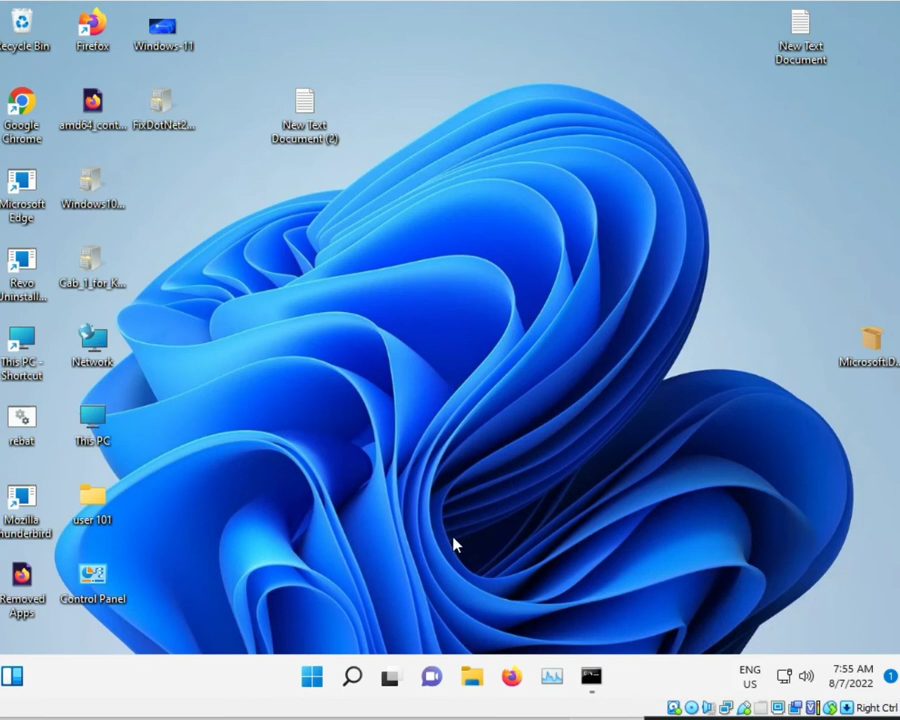 Recycle Bin
Firefox
Windows-11
New Text
Document
Google
Chrome
amd64_cont...
FixDotNet2...
New Text
Document (2)
Microsoft
Edge
Windows10...
Revo
Uninstall...
Cab_1_for_K...
This PC -
Shortcut
Network
Microsoft.D...
rebat
This PC
Mozilla
Thunderbird
user 101
Removed
Apps
Control Panel
ENG
US
7:55 AM
8/7/2022
1
Right Ctrl